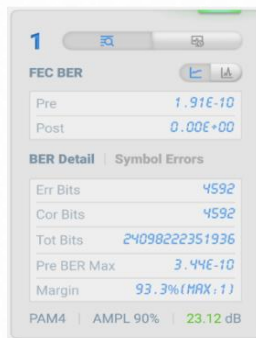 1
FEC BER
Pre 1.91E-10
Post 0.00E+00
BER Detail | Symbol Errors
Err Bits 4592
Cor Bits 4592
Tot Bits 24098222351936
Pre BER Max 3.44E-10
Margin 93.3%(MAX:1)
PAM4 | AMPL 90% | 23.12 dB